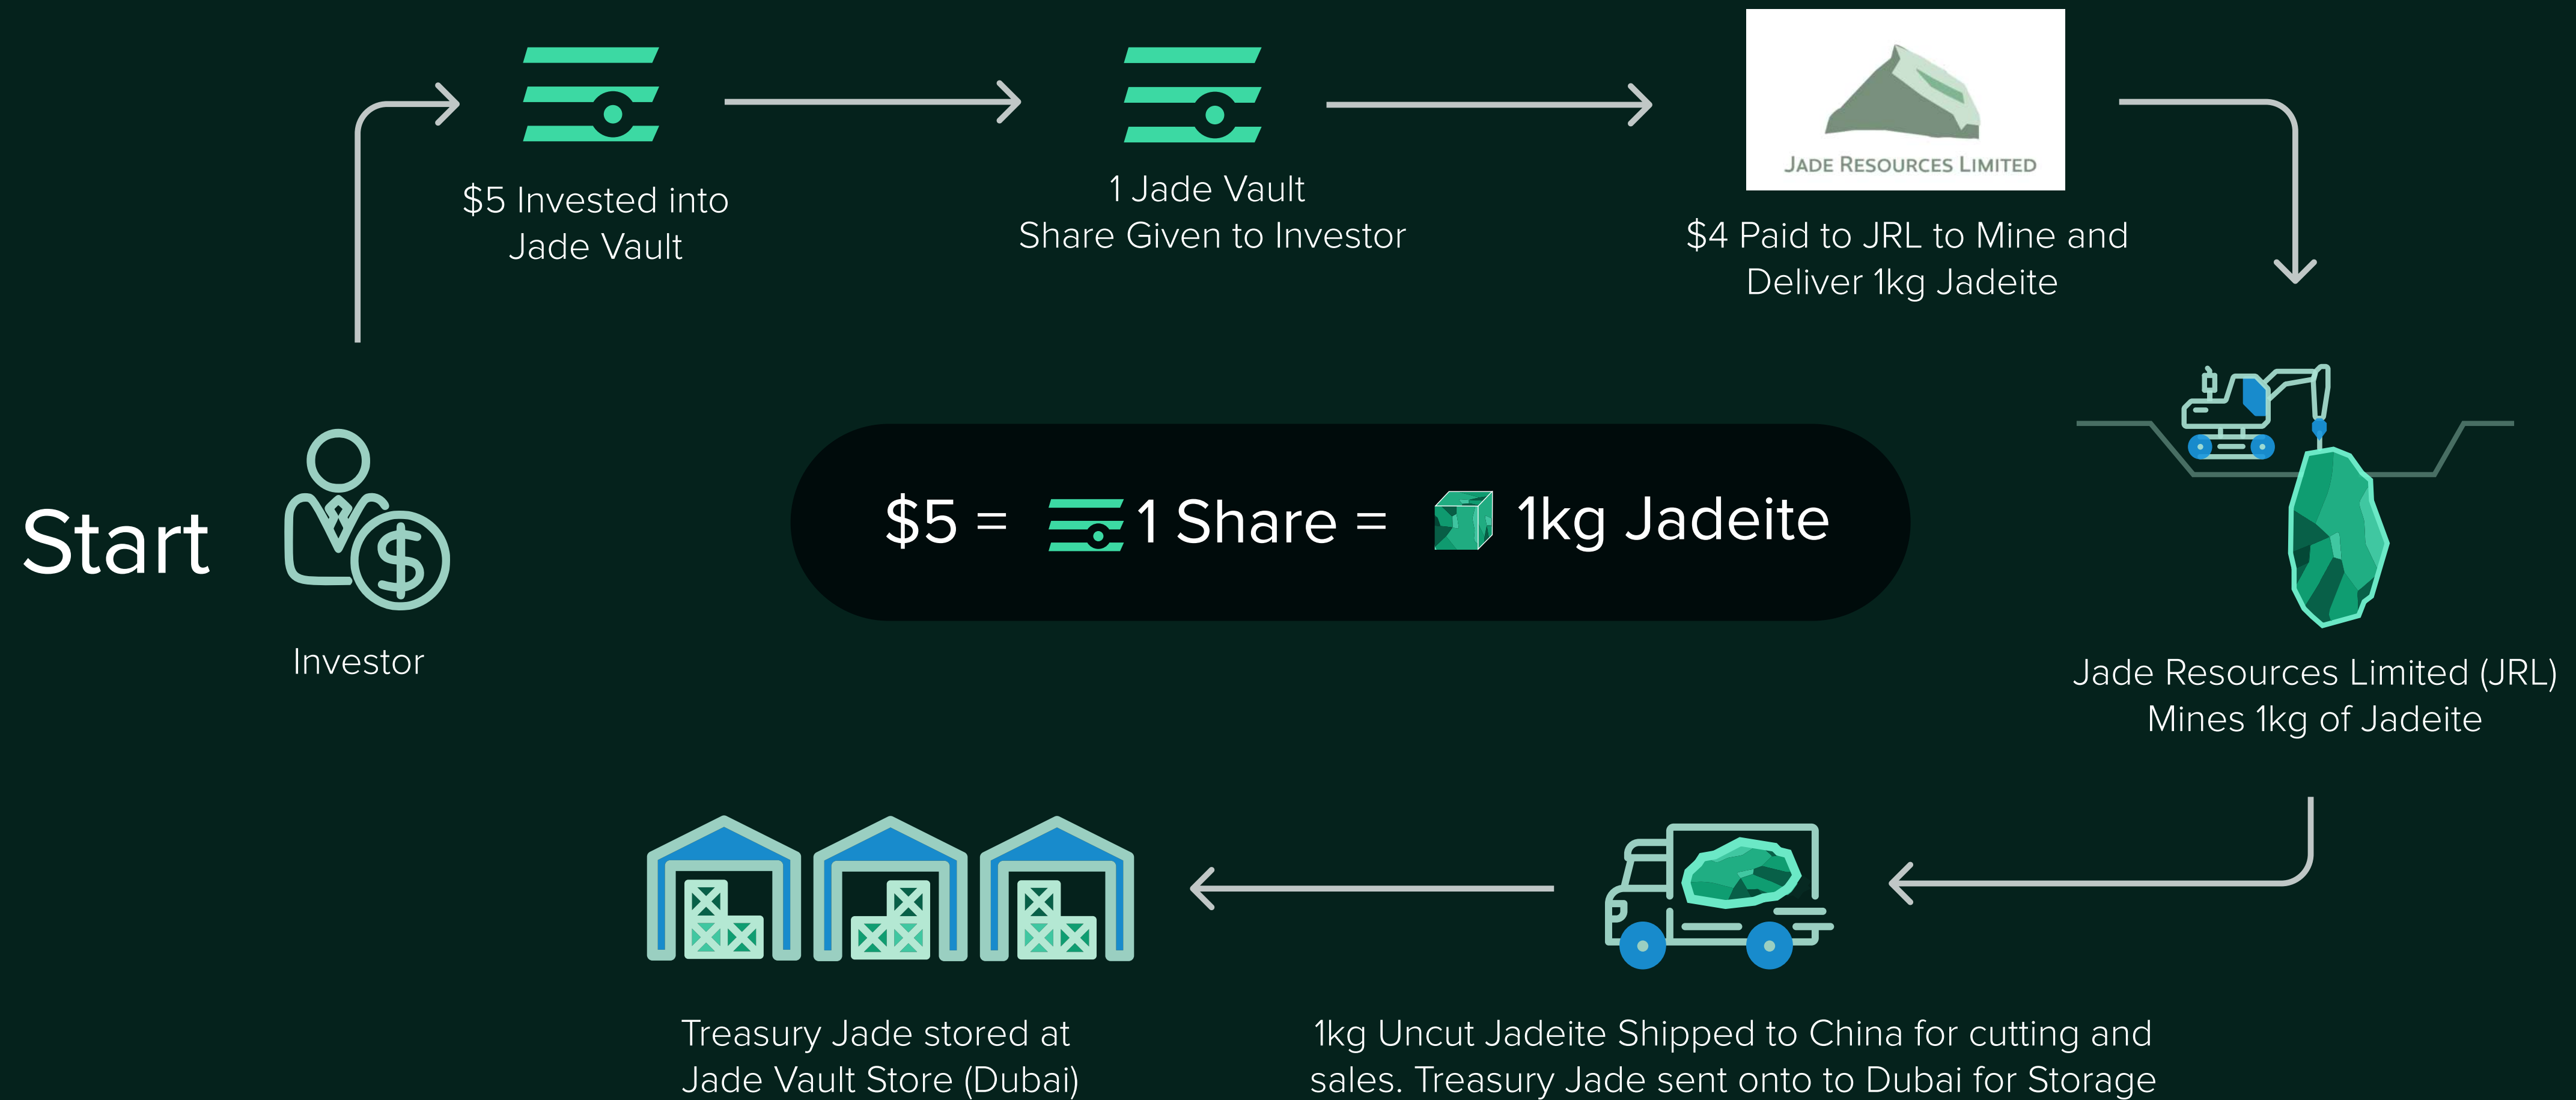 $5 Invested into
Jade Vault
1 Jade Vault
Share Given to Investor
JADE RESOURCES LIMITED
$4 Paid to JRL to Mine and
Deliver 1kg Jadeite
Start
Investor
$5 = 1 Share = 1kg Jadeite
Jade Resources Limited (JRL)
Mines 1kg of Jadeite
Treasury Jade stored at
Jade Vault Store (Dubai)
1kg Uncut Jadeite Shipped to China for cutting and
sales. Treasury Jade sent onto to Dubai for Storage